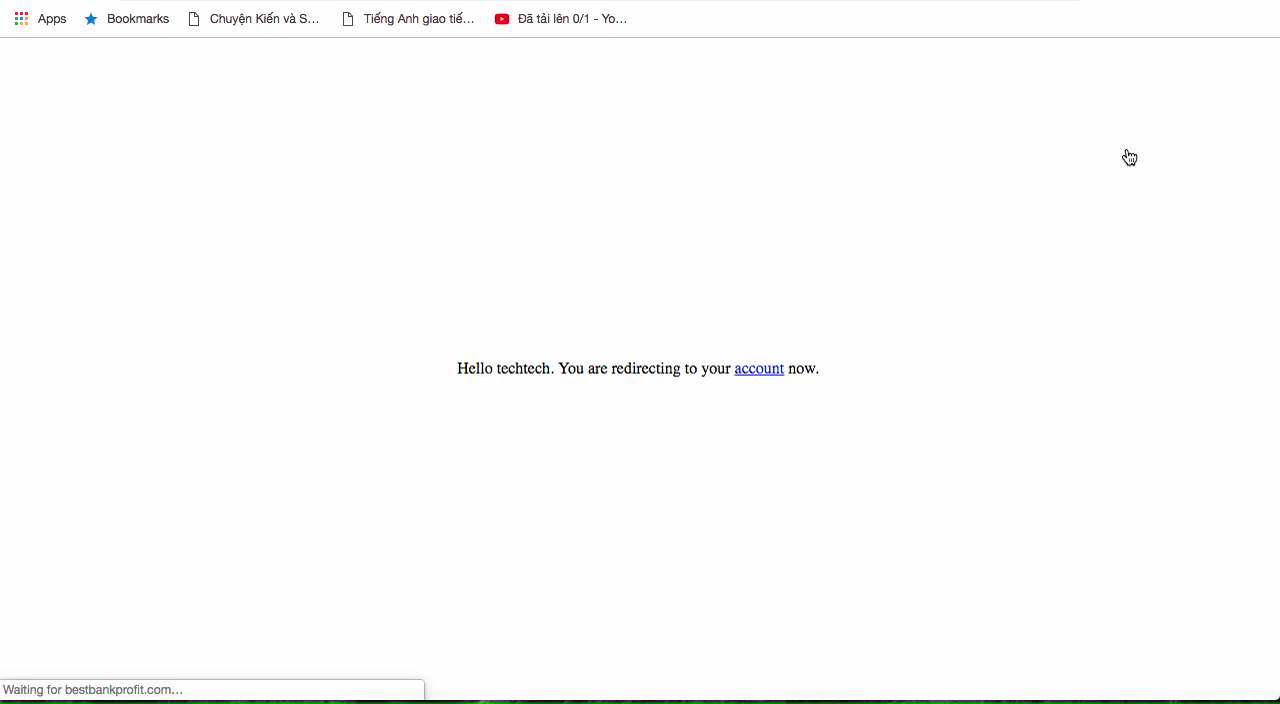 Apps Bookmarks Chuyện Kiến và S... Tiếng Anh giao tiế... Đã tải lên 0/1 - Yo...
Hello techtech. You are redirecting to your account now.
Waiting for bestbankprofit.com...